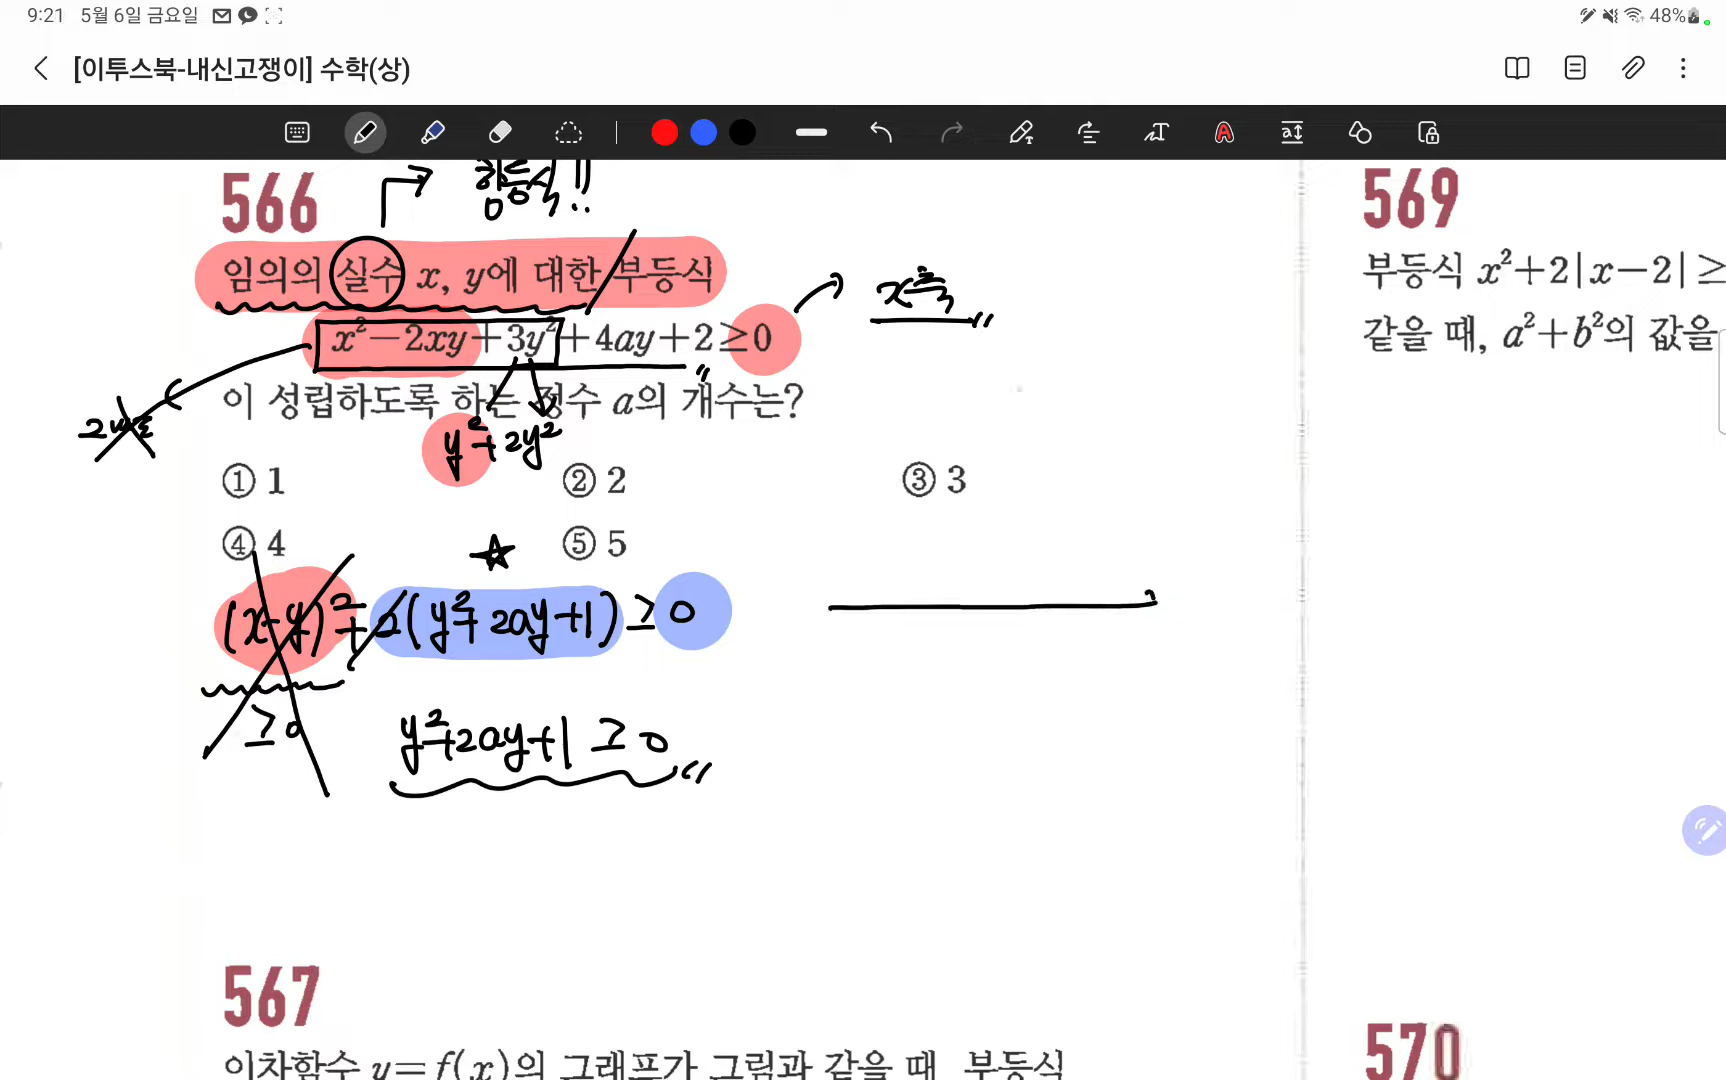 9:21 5월 6일 금요일
48%
[이투스북-내신고쟁이] 수학(상)
566
항등식!!
임의의 실수 x, y에 대한 부등식
x²-2xy+3y²+4ay+2≥0
x축
이 성립하도록 하는 정수 a의 개수는?
y²+2y²
① 1 ② 2 ③ 3
④ 4 ⑤ 5
(x-y)²+2(y²+2ay+1)≥0
≥0
y²+2ay+1≥0
567
이차함수 y=f(x)의 그래프가 그림과 같을 때 부등식
569
부등식 x²+2|x-2|≥
같을 때, a²+b²의 값을
570